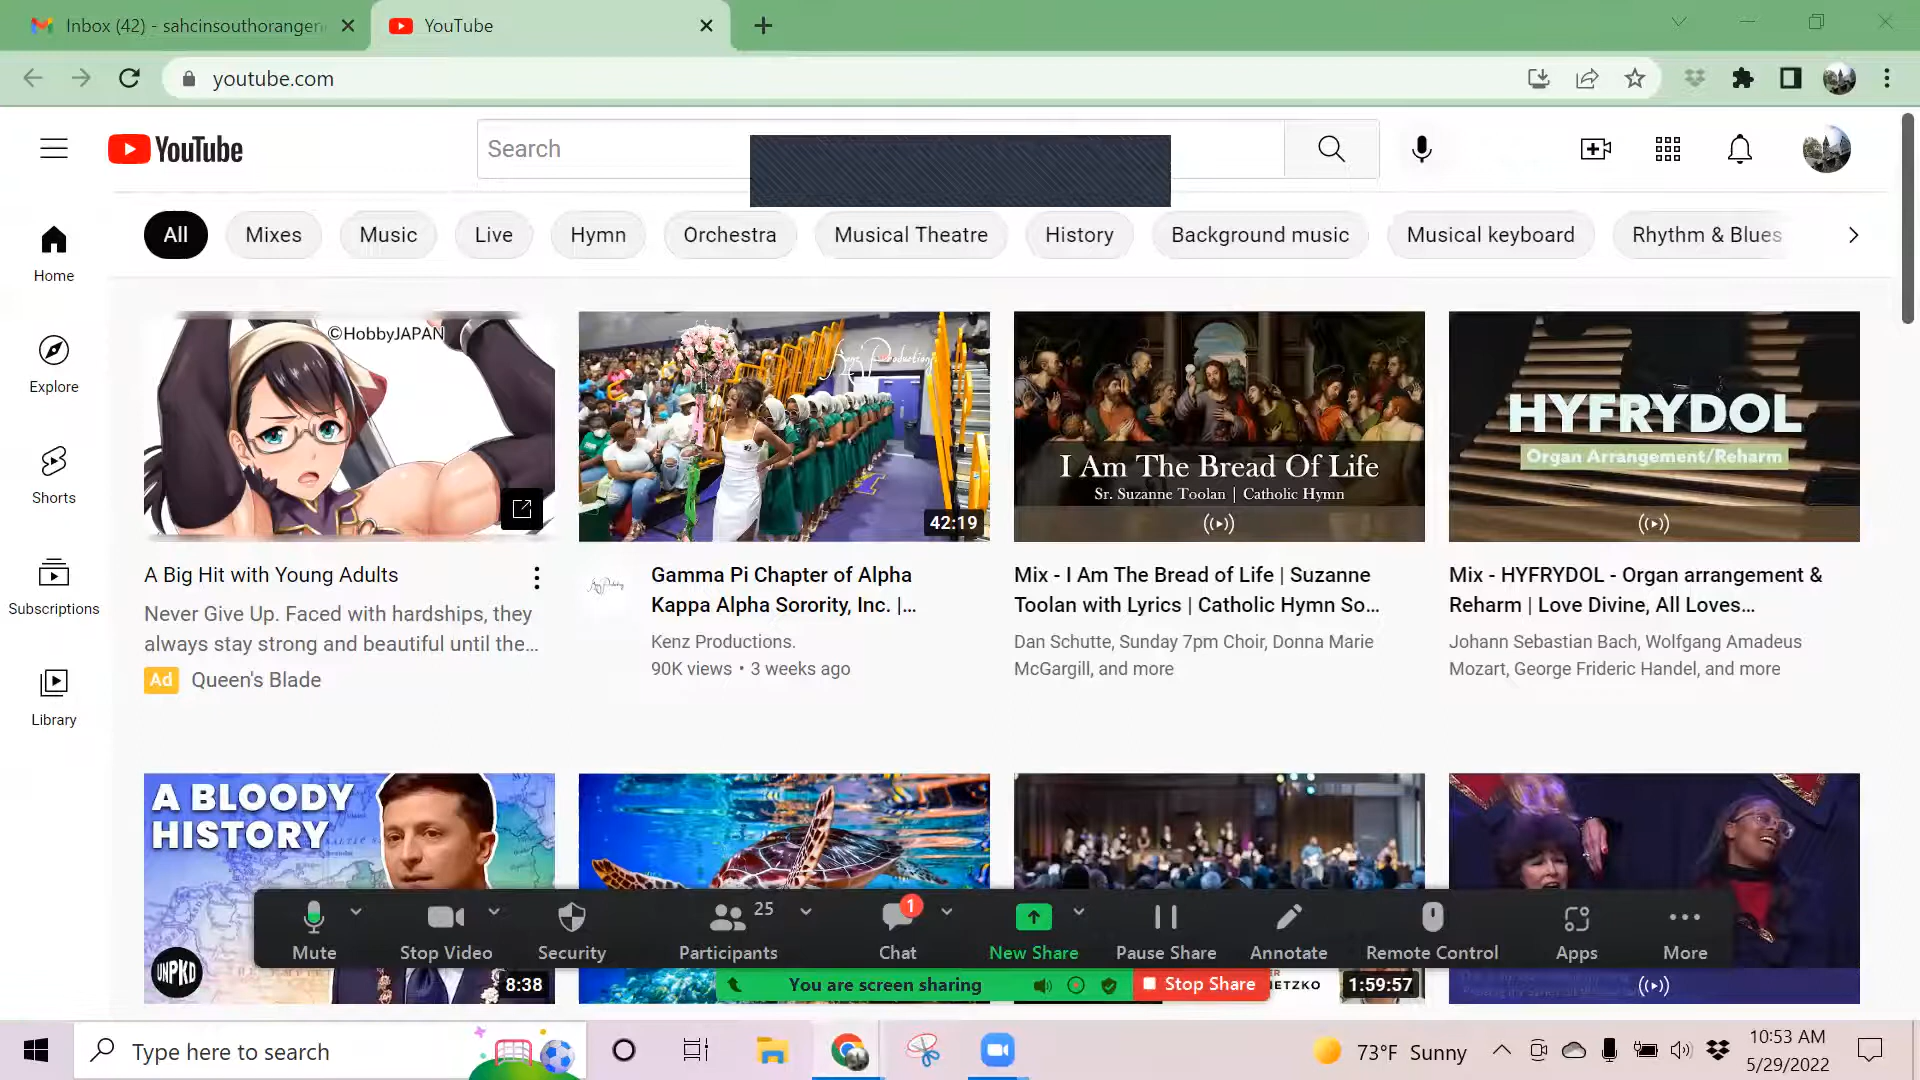 Inbox (42) - sahcinsouthorangen
YouTube
youtube.com
YouTube
Search
All
Mixes
Music
Live
Hymn
Orchestra
Musical Theatre
History
Background music
Musical keyboard
Rhythm & Blues
Home
Explore
Shorts
Subscriptions
Library
©HobbyJAPAN
A Big Hit with Young Adults
Never Give Up. Faced with hardships, they
always stay strong and beautiful until the...
Ad Queen's Blade
Kenz Productions
42:19
Gamma Pi Chapter of Alpha
Kappa Alpha Sorority, Inc. |...
Kenz Productions.
90K views • 3 weeks ago
I Am The Bread Of Life
Sr. Suzanne Toolan | Catholic Hymn
Mix - I Am The Bread of Life | Suzanne
Toolan with Lyrics | Catholic Hymn So...
Dan Schutte, Sunday 7pm Choir, Donna Marie
McGargill, and more
HYFRYDOL
Organ Arrangement/Reharm
Mix - HYFRYDOL - Organ arrangement &
Reharm | Love Divine, All Loves...
Johann Sebastian Bach, Wolfgang Amadeus
Mozart, George Frideric Handel, and more
A BLOODY
HISTORY
UNPKD
8:38
1:59:57
25
1
Mute
Stop Video
Security
Participants
Chat
New Share
Pause Share
Annotate
Remote Control
Apps
More
You are screen sharing
Stop Share
Type here to search
73°F Sunny
10:53 AM
5/29/2022